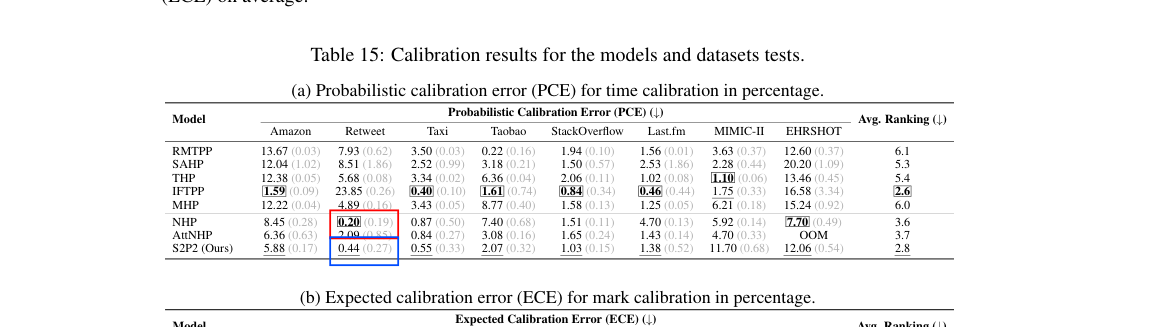 (ECE) on average.
Table 15: Calibration results for the models and datasets tests.
(a) Probabilistic calibration error (PCE) for time calibration in percentage.
Model Probabilistic Calibration Error (PCE) (↓) Avg. Ranking (↓)
Amazon Retweet Taxi Taobao StackOverflow Last.fm MIMIC-II EHRSHOT
RMTPP 13.67 (0.03) 7.93 (0.62) 3.50 (0.03) 0.22 (0.16) 1.94 (0.10) 1.56 (0.01) 3.63 (0.37) 12.60 (0.37) 6.1
SAHP 12.04 (1.02) 8.51 (1.86) 2.52 (0.99) 3.18 (0.21) 1.50 (0.57) 2.53 (1.86) 2.28 (0.44) 20.20 (1.09) 5.3
THP 12.38 (0.05) 5.68 (0.08) 3.34 (0.02) 6.36 (0.04) 2.06 (0.11) 1.02 (0.08) 1.10 (0.06) 13.46 (0.45) 5.4
IFTPP 1.59 (0.09) 23.85 (0.26) 0.40 (0.10) 1.61 (0.74) 0.84 (0.34) 0.46 (0.44) 1.75 (0.33) 16.58 (3.34) 2.6
MHP 12.22 (0.04) 4.89 (0.16) 3.43 (0.05) 8.77 (0.40) 1.58 (0.13) 1.25 (0.05) 6.21 (0.18) 15.24 (0.92) 6.0
NHP 8.45 (0.28) 0.20 (0.19) 0.87 (0.50) 7.40 (0.68) 1.51 (0.11) 4.70 (0.13) 5.92 (0.14) 7.70 (0.49) 3.6
AttNHP 6.36 (0.63) 2.09 (0.85) 0.84 (0.27) 3.08 (0.16) 1.65 (0.24) 1.43 (0.14) 4.70 (0.33) OOM 3.7
S2P2 (Ours) 5.88 (0.17) 0.44 (0.27) 0.55 (0.33) 2.07 (0.32) 1.03 (0.15) 1.38 (0.52) 11.70 (0.68) 12.06 (0.54) 2.8
(b) Expected calibration error (ECE) for mark calibration in percentage.
Model Expected Calibration Error (ECE) (↓) Avg. Ranking (↓)